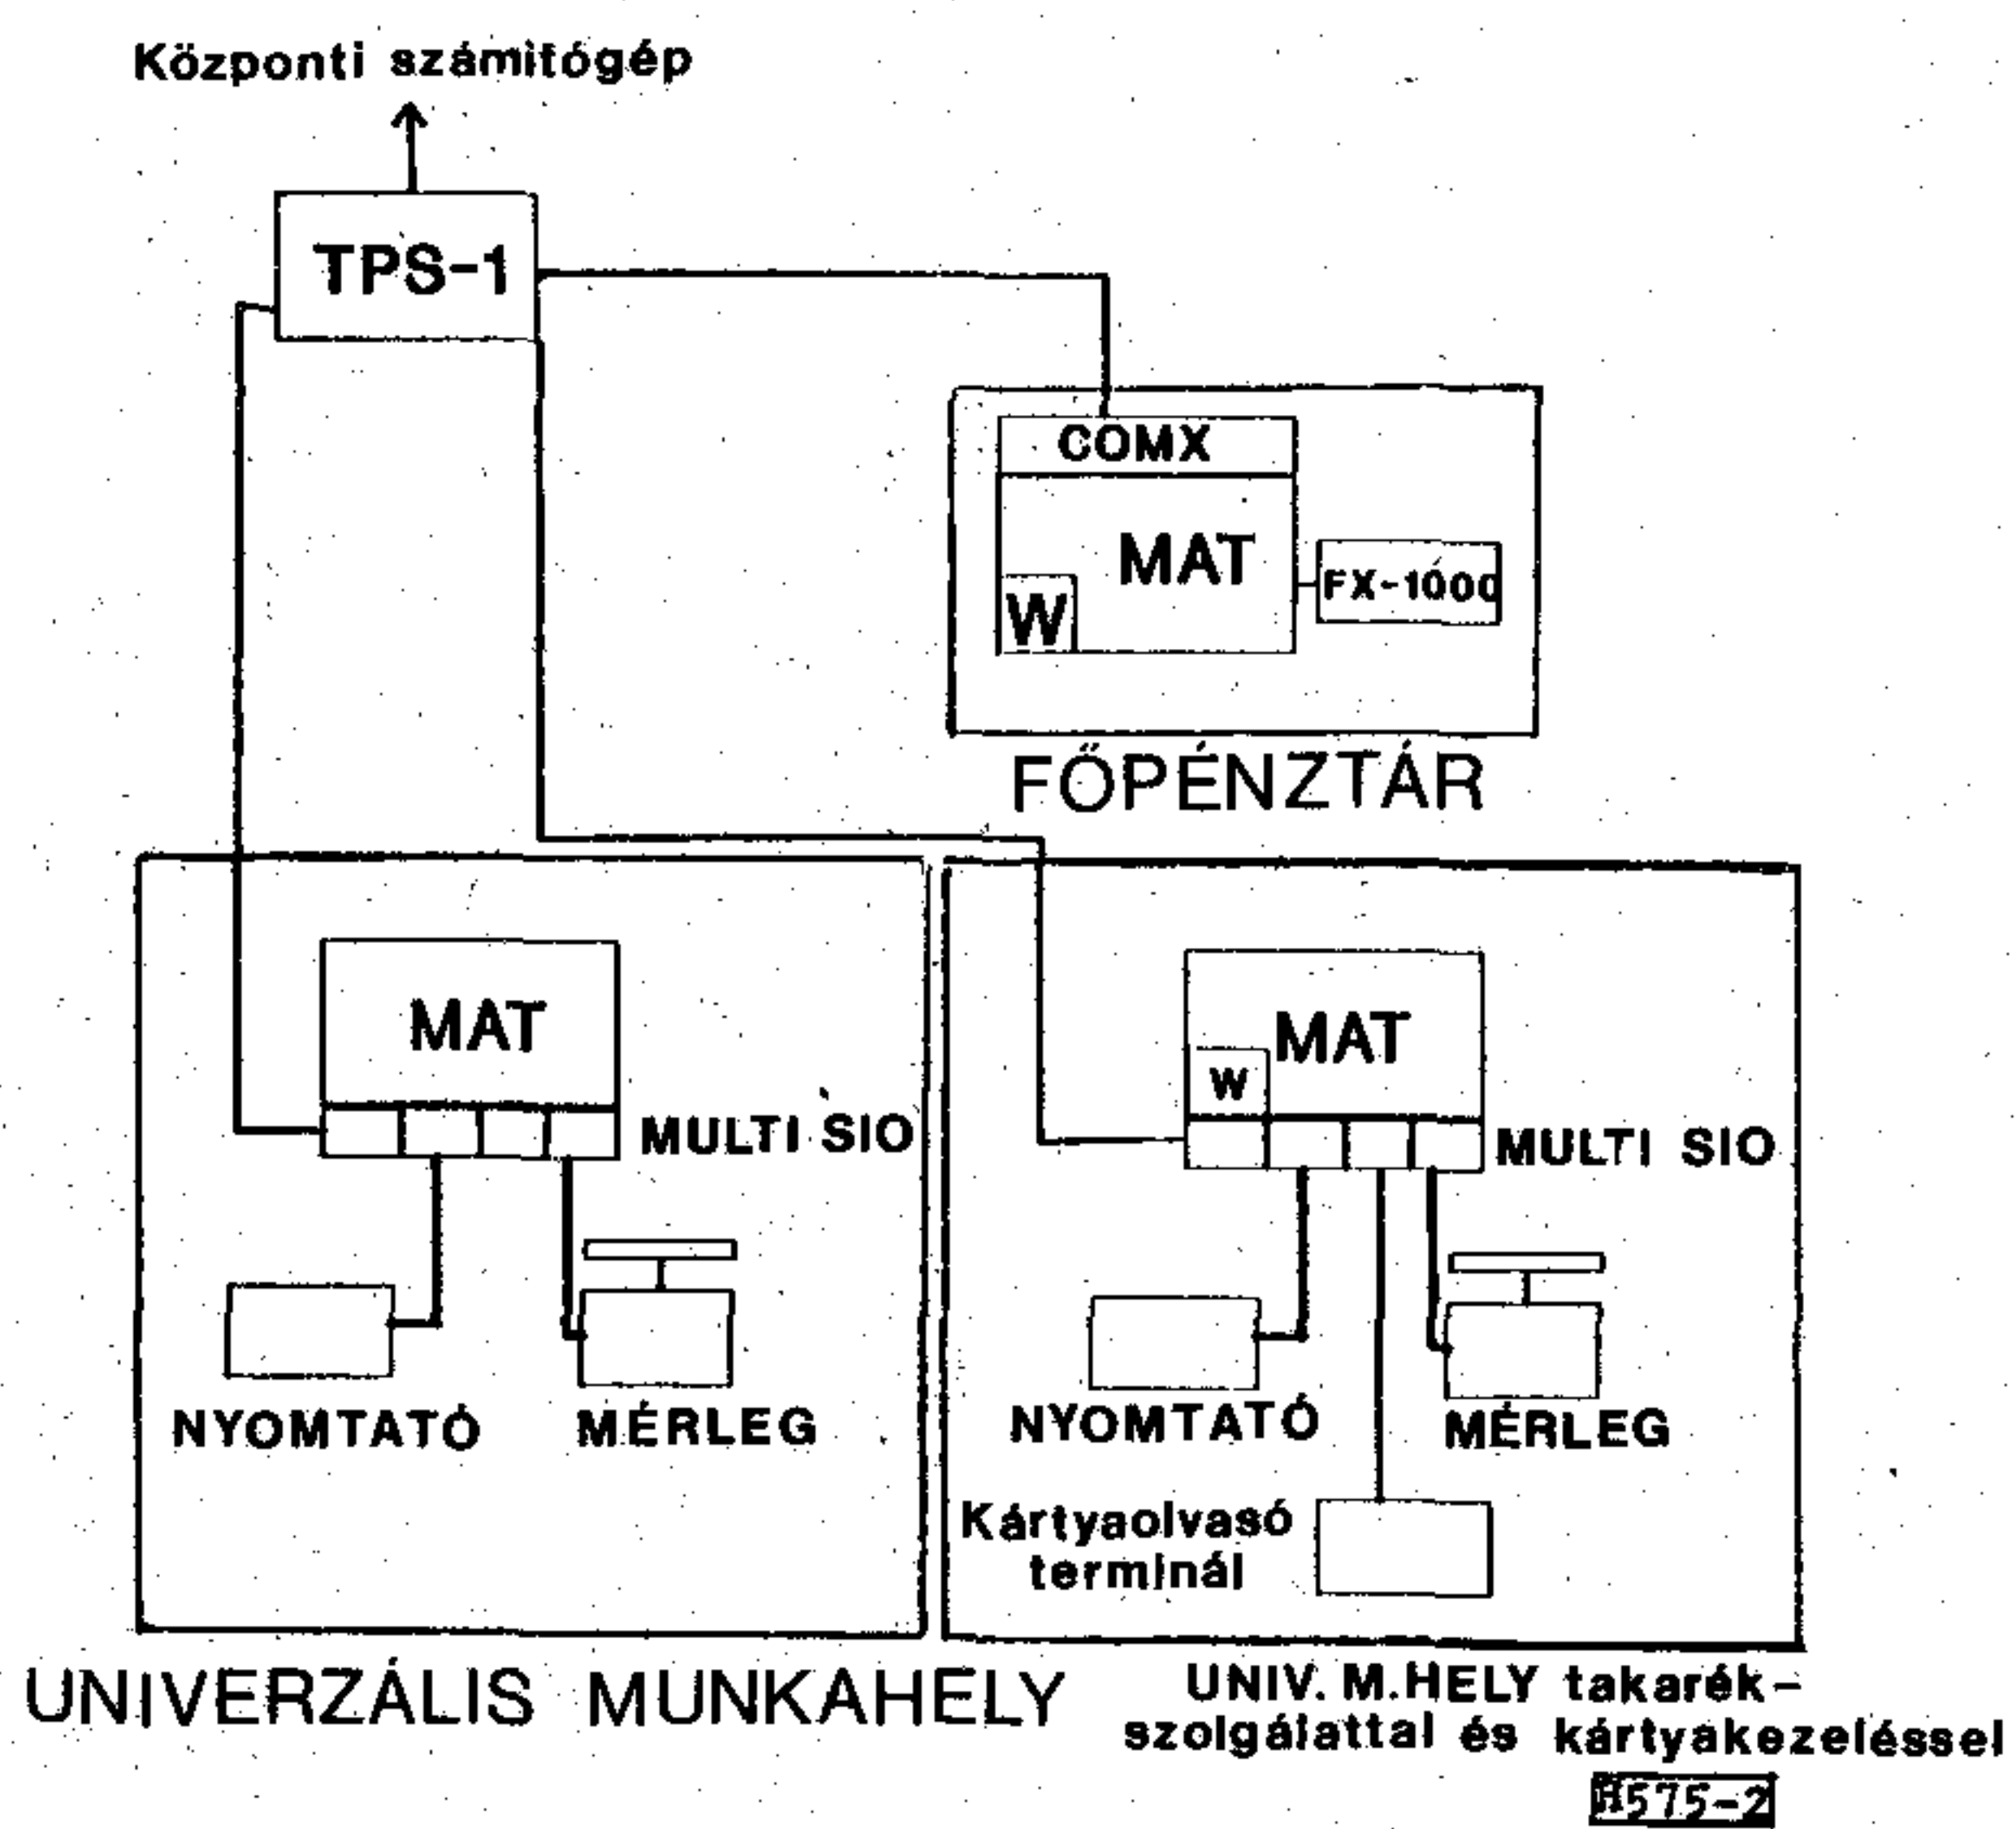 Központi számitógép
TPS-1
COMX
MAT
W
FX-1000
FŐPÉNZTÁR
MAT
MULTI SIO
NYOMTATÓ
MÉRLEG
UNIVERZÁLIS MUNKAHELY
MAT
W
MULTI SIO
NYOMTATÓ
MÉRLEG
Kártyaolvasó
terminál
UNIV. M.HELY takarék-
szolgálattal és kártyakezeléssel
H575-2